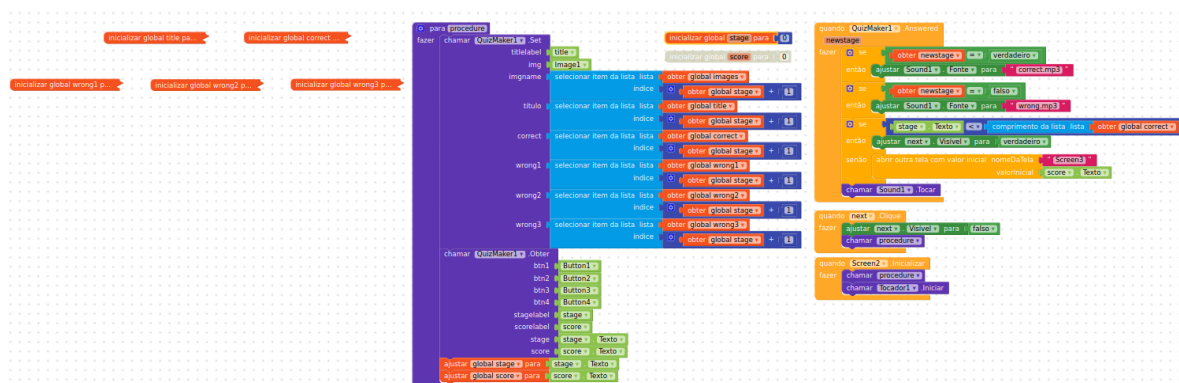 inicializar global title pa...
inicializar global correct ...
inicializar global wrong1 p...
inicializar global wrong2 p...
inicializar global wrong3 p...
para procedure
fazer chamar QuizMaker1 .Set
titlelabel title
img Image1
imgname selecionar item da lista lista obter global images
índice obter global stage + 1
título selecionar item da lista lista obter global title
índice obter global stage + 1
correct selecionar item da lista lista obter global correct
índice obter global stage + 1
wrong1 selecionar item da lista lista obter global wrong1
índice obter global stage + 1
wrong2 selecionar item da lista lista obter global wrong2
índice obter global stage + 1
wrong3 selecionar item da lista lista obter global wrong3
índice obter global stage + 1
chamar QuizMaker1 .Obter
btn1 Button1
btn2 Button2
btn3 Button3
btn4 Button4
stagelabel stage
scorelabel score
stage stage . Texto
score score . Texto
ajustar global stage para stage . Texto
ajustar global score para score . Texto
inicializar global stage para 0
inicializar global score para 0
quando QuizMaker1 .Answered
newstage
fazer se obter newstage = verdadeiro
então ajustar Sound1 . Fonte para " correct.mp3 "
se obter newstage = falso
então ajustar Sound1 . Fonte para " wrong.mp3 "
se stage . Texto < comprimento da lista lista obter global correct
então ajustar next . Visível para verdadeiro
senão abrir outra tela com valor inicial nomeDaTela " Screen3 "
valorInicial score . Texto
chamar Sound1 .Tocar
quando next .Clique
fazer ajustar next . Visível para falso
chamar procedure
quando Screen2 .Inicializar
fazer chamar procedure
chamar Tocador1 .Iniciar